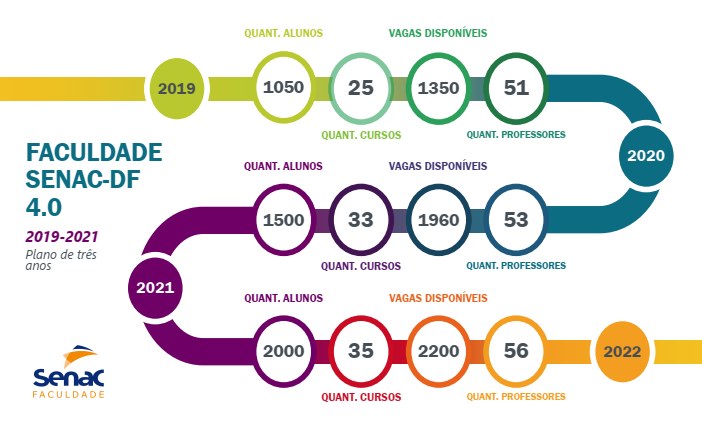 QUANT. ALUNOS
VAGAS DISPONÍVEIS
2019
1050
25
1350
51
QUANT. CURSOS
QUANT. PROFESSORES
2020
FACULDADE
SENAC-DF
4.0
2019-2021
Plano de três
anos
QUANT. ALUNOS
VAGAS DISPONÍVEIS
1500
33
1960
53
QUANT. CURSOS
QUANT. PROFESSORES
2021
QUANT. ALUNOS
VAGAS DISPONÍVEIS
2000
35
2200
56
2022
QUANT. CURSOS
QUANT. PROFESSORES
Senac
FACULDADE